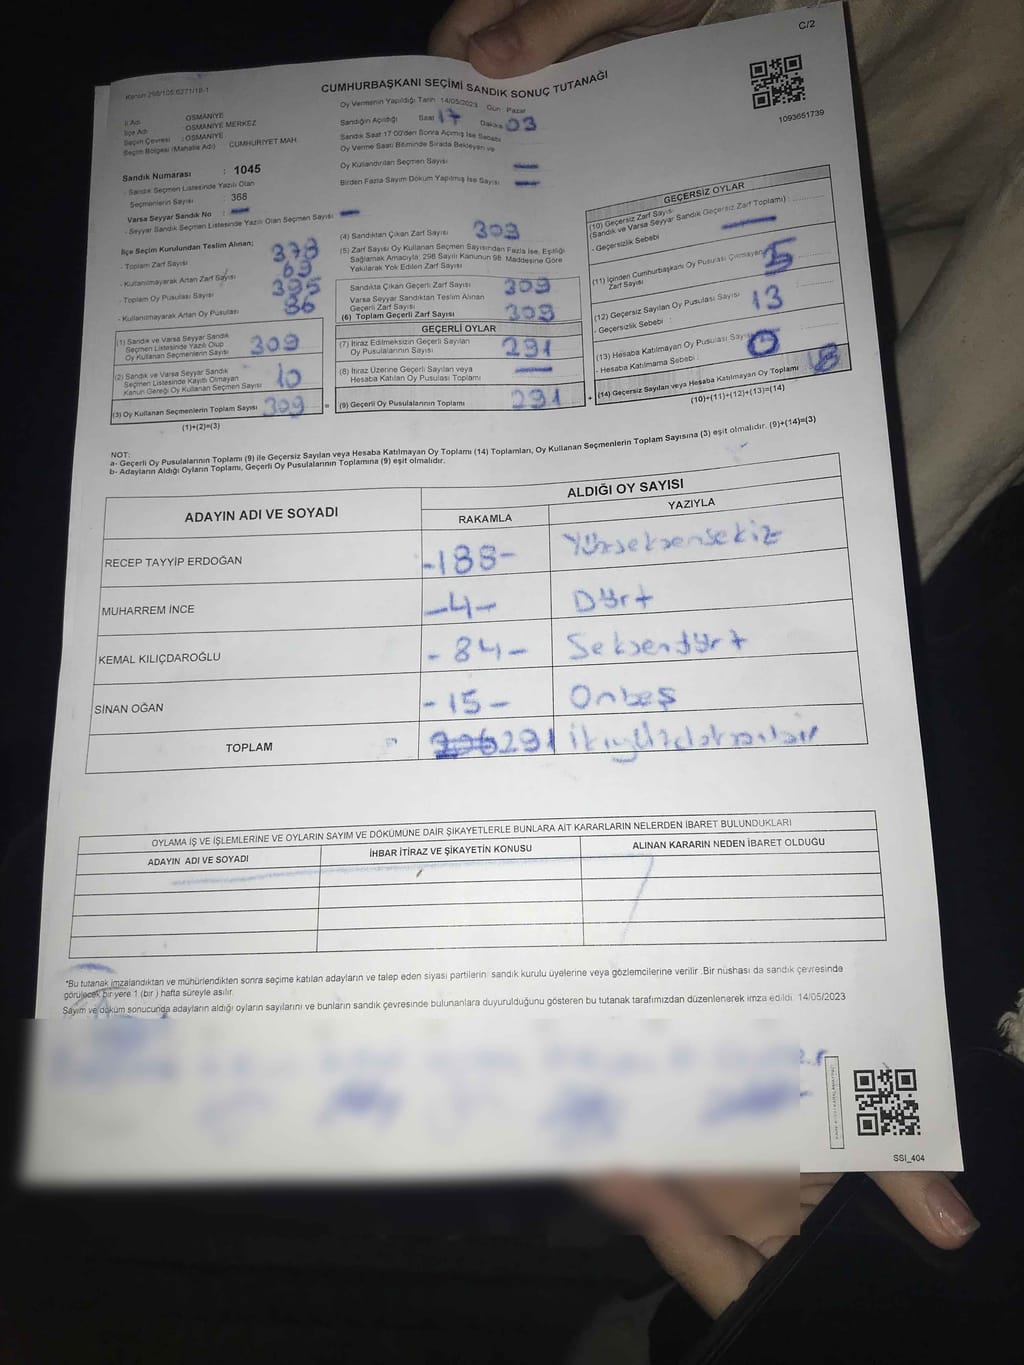 C/2
Kanun 298/105;6271/18-1
CUMHURBAŞKANI SEÇİMİ SANDIK SONUÇ TUTANAĞI
Oy Vermenin Yapıldığı Tarih 14/05/2023 Gün : Pazar
1093651739
İl Adı : OSMANİYE
İlçe Adı : OSMANİYE MERKEZ
Seçim Çevresi : OSMANİYE
Seçim Bölgesi (Mahalle Adı) CUMHURİYET MAH.
Sandık Numarası : 1045
- Sandık Seçmen Listesinde Yazılı Olan
Seçmenlerin Sayısı : 368
Varsa Seyyar Sandık No :
- Seyyar Sandık Seçmen Listesinde Yazılı Olan Seçmen Sayısı
Sandığın Açıldığı Saat 17 Dakika 03
Sandık Saat 17:00'den Sonra Açılmış İse Sebebi
Oy Verme Saati Bitiminde Sırada Bekleyen ve
Oy Kullandırılan Seçmen Sayısı
Birden Fazla Sayım Döküm Yapılmış İse Sayısı
İlçe Seçim Kurulundan Teslim Alınan;
- Toplam Zarf Sayısı 378
- Kullanılmayarak Artan Zarf Sayısı 69
- Toplam Oy Pusulası Sayısı 395
- Kullanılmayarak Artan Oy Pusulası 86
(1) Sandık ve Varsa Seyyar Sandık
Seçmen Listesinde Yazılı Olup
Oy Kullanan Seçmenlerin Sayısı 309
(2) Sandık ve Varsa Seyyar Sandık
Seçmen Listesinde Kayıtlı Olmayan
Kanun Gereği Oy Kullanan Seçmen Sayısı 10
(3) Oy Kullanan Seçmenlerin Toplam Sayısı 309 =
(1)+(2)=(3)
(4) Sandıktan Çıkan Zarf Sayısı 309
(5) Zarf Sayısı Oy Kullanan Seçmen Sayısından Fazla İse, Eşitliği
Sağlamak Amacıyla; 298 Sayılı Kanunun 98. Maddesine Göre
Yakılarak Yok Edilen Zarf Sayısı
Sandıkta Çıkan Geçerli Zarf Sayısı 309
Varsa Seyyar Sandıktan Teslim Alınan
Geçerli Zarf Sayısı
(6) Toplam Geçerli Zarf Sayısı 309
GEÇERLİ OYLAR
(7) İtiraz Edilmeksizin Geçerli Sayılan
Oy Pusulalarının Sayısı 291
(8) İtiraz Üzerine Geçerli Sayılan veya
Hesaba Katılan Oy Pusulası Toplamı
(9) Geçerli Oy Pusulalarının Toplamı 291 +
GEÇERSİZ OYLAR
(10) Geçersiz Zarf Sayısı
(Sandık ve Varsa Seyyar Sandık Geçersiz Zarf Toplamı) :
- Geçersizlik Sebebi
(11) İçinden Cumhurbaşkanı Oy Pusulası Çıkmayan
Zarf Sayısı 5
(12) Geçersiz Sayılan Oy Pusulası Sayısı 13
- Geçersizlik Sebebi :
(13) Hesaba Katılmayan Oy Pusulası Sayısı 0
- Hesaba Katılmama Sebebi :
(14) Geçersiz Sayılan veya Hesaba Katılmayan Oy Toplamı 18
(10)+(11)+(12)+(13)=(14)
NOT:
a- Geçerli Oy Pusulalarının Toplamı (9) ile Geçersiz Sayılan veya Hesaba Katılmayan Oy Toplamı (14) Toplamları, Oy Kullanan Seçmenlerin Toplam Sayısına (3) eşit olmalıdır. (9)+(14)=(3)
b- Adayların Aldığı Oyların Toplamı, Geçerli Oy Pusulalarının Toplamına (9) eşit olmalıdır.
ADAYIN ADI VE SOYADI ALDIĞI OY SAYISI
RAKAMLA YAZIYLA
RECEP TAYYİP ERDOĞAN -188- Yüzseksensekiz
MUHARREM İNCE -4- Dört
KEMAL KILIÇDAROĞLU -84- Seksendört
SİNAN OĞAN -15- Onbeş
TOPLAM 291 ikiyüzdoksanbir
OYLAMA İŞ VE İŞLEMLERİNE VE OYLARIN SAYIM VE DÖKÜMÜNE DAİR ŞİKAYETLERLE BUNLARA AİT KARARLARIN NELERDEN İBARET BULUNDUKLARI
ADAYIN ADI VE SOYADI İHBAR İTİRAZ VE ŞİKAYETİN KONUSU ALINAN KARARIN NEDEN İBARET OLDUĞU
*Bu tutanak imzalandıktan ve mühürlendikten sonra seçime katılan adayların ve talep eden siyasi partilerin sandık kurulu üyelerine veya gözlemcilerine verilir .Bir nüshası da sandık çevresinde
görülecek bir yere 1 (bir ) hafta süreyle asılır.
Sayım ve döküm sonucunda adayların aldığı oyların sayılarını ve bunların sandık çevresinde bulunanlara duyurulduğunu gösteren bu tutanak tarafımızdan düzenlenerek imza edildi. 14/05/2023
SSI_404